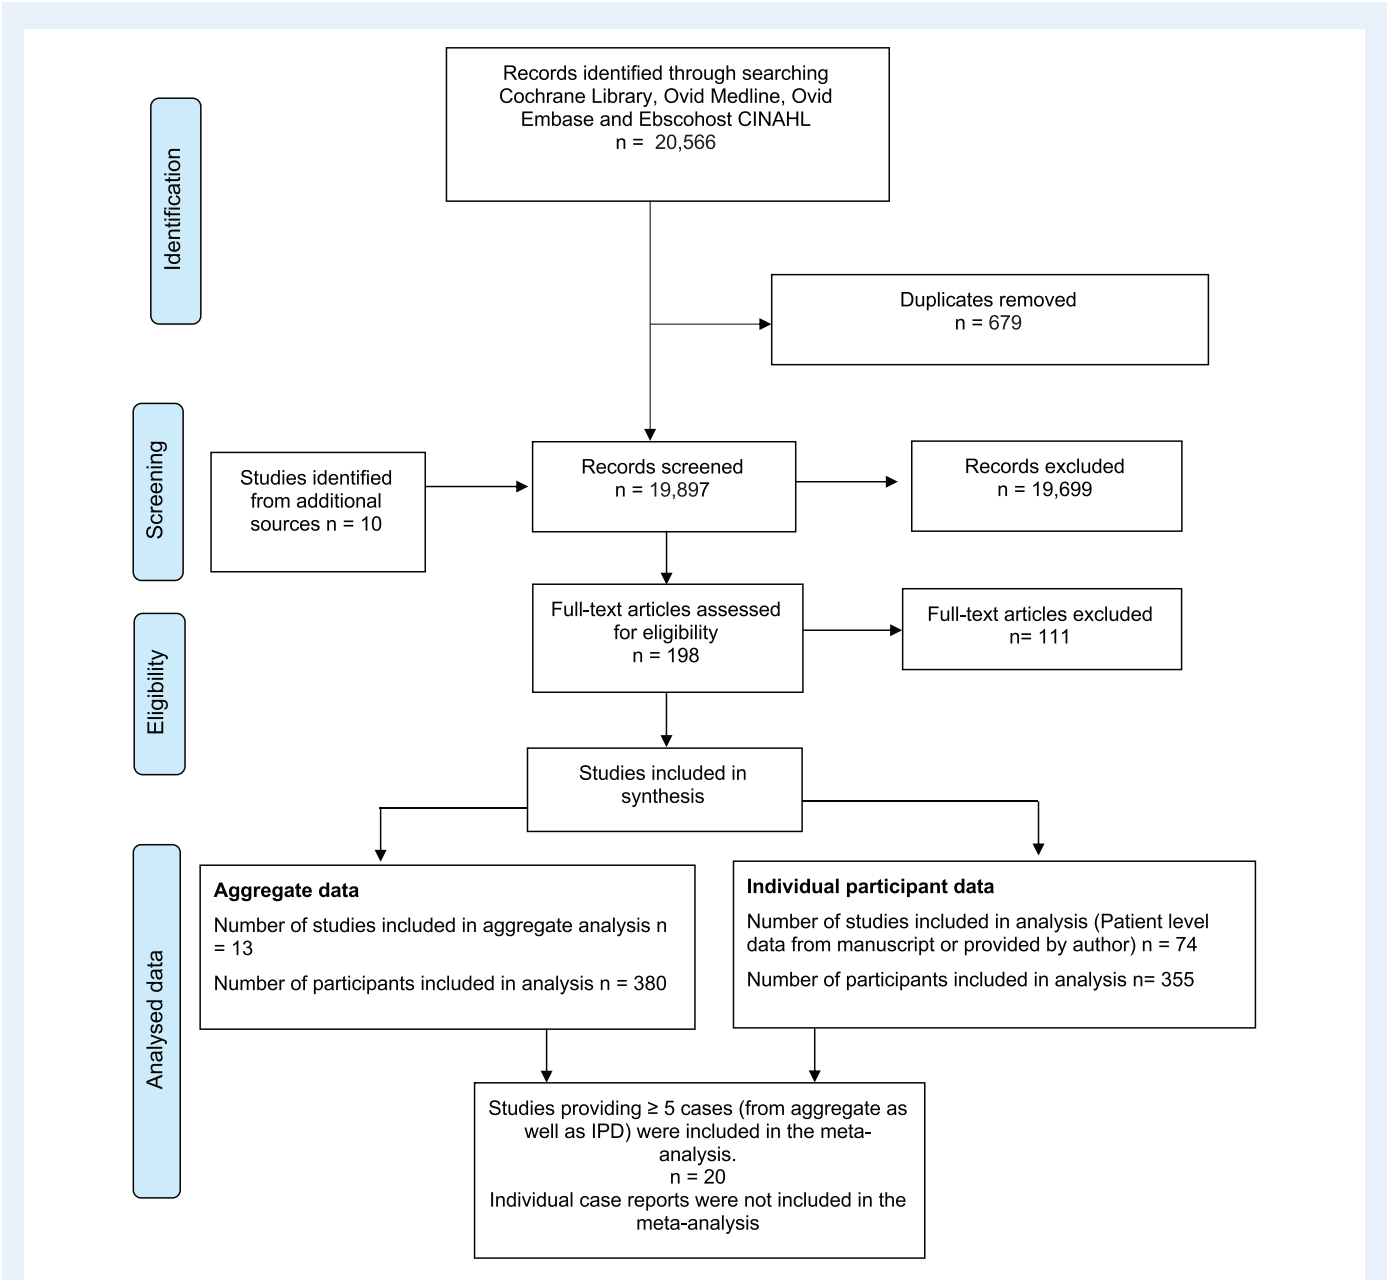 Records identified through searching
Cochrane Library, Ovid Medline, Ovid
Embase and Ebscohost CINAHL
n = 20,566
Identification
Duplicates removed
n = 679
Screening
Studies identified
from additional
sources n = 10
Records screened
n = 19,897
Records excluded
n = 19,699
Eligibility
Full-text articles assessed
for eligibility
n = 198
Full-text articles excluded
n= 111
Studies included in
synthesis
Analysed data
Aggregate data
Number of studies included in aggregate analysis n
= 13
Number of participants included in analysis n = 380
Individual participant data
Number of studies included in analysis (Patient level
data from manuscript or provided by author) n = 74
Number of participants included in analysis n= 355
Studies providing ≥ 5 cases (from aggregate as
well as IPD) were included in the meta-
analysis.
n = 20
Individual case reports were not included in the
meta-analysis